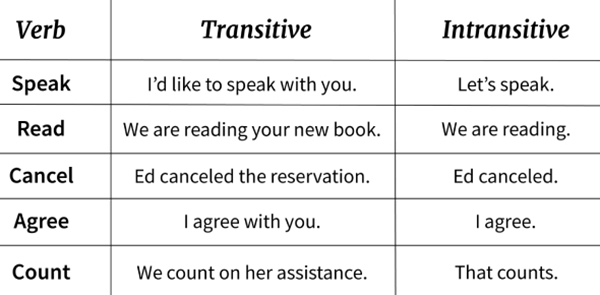 Verb Transitive Intransitive
Speak I'd like to speak with you. Let's speak.
Read We are reading your new book. We are reading.
Cancel Ed canceled the reservation. Ed canceled.
Agree I agree with you. I agree.
Count We count on her assistance. That counts.